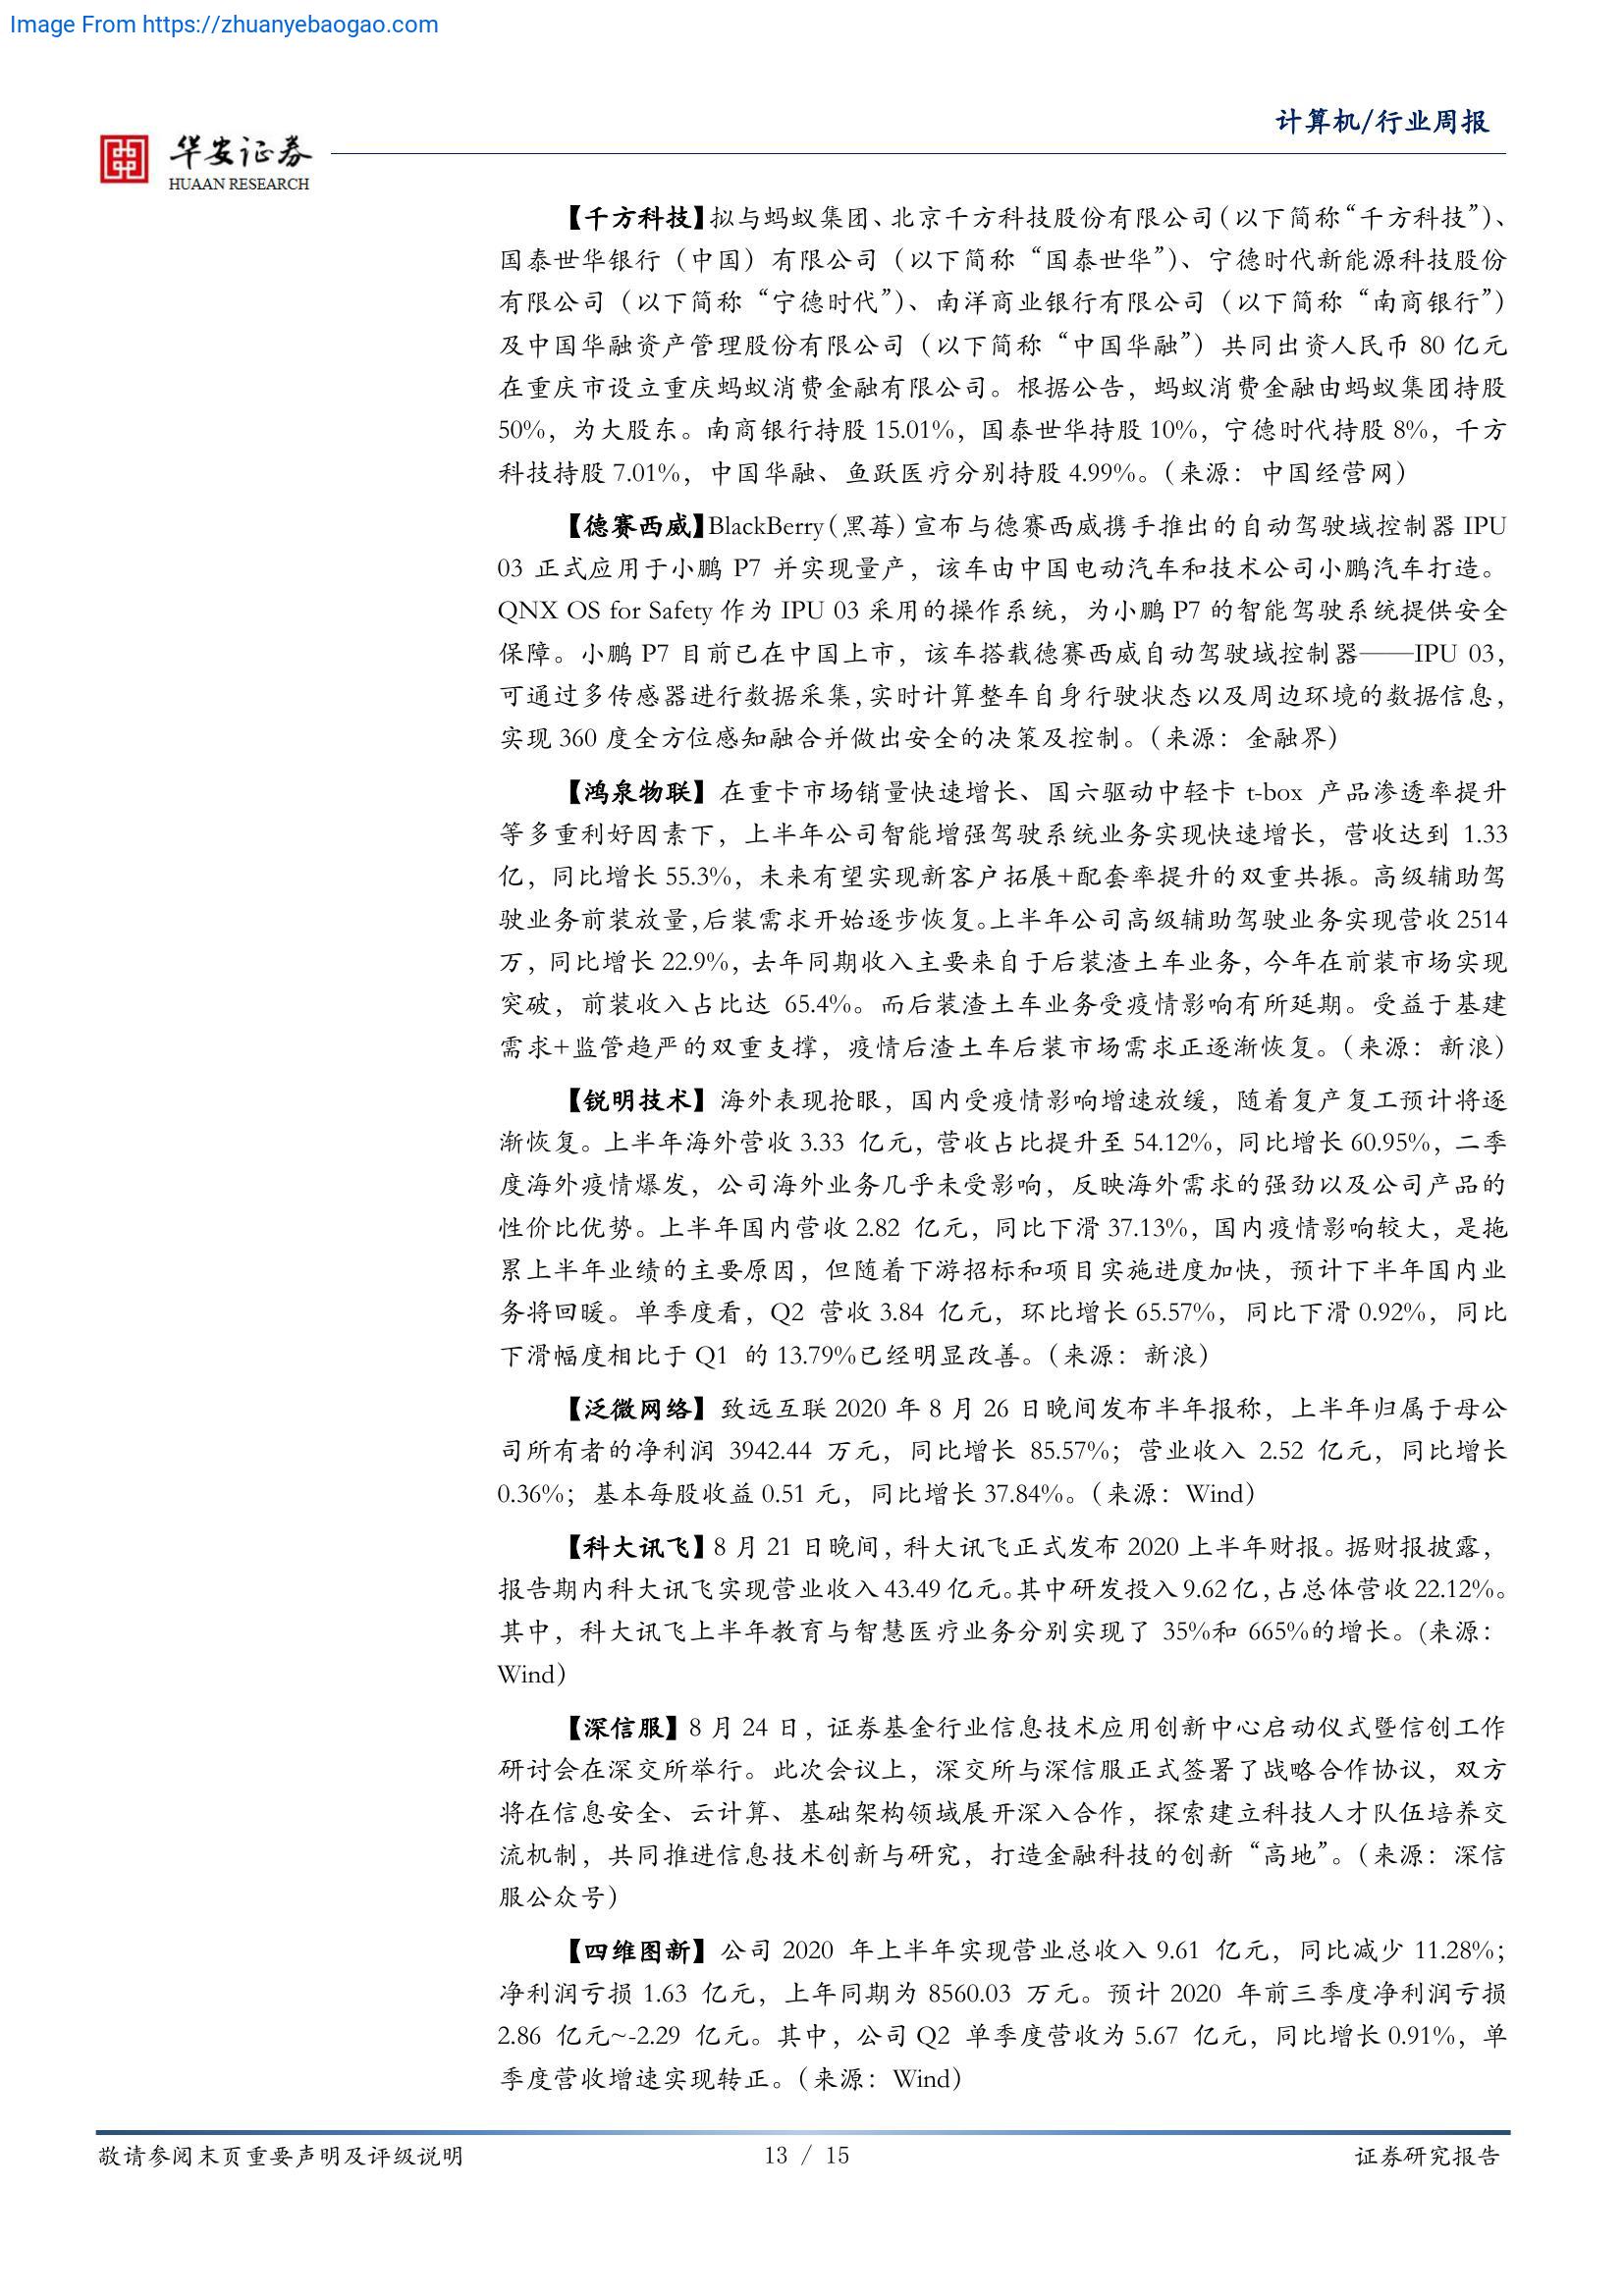 Image From https://zhuanyebaogao.com
计算机/行业周报
华安证券
HUAAN RESEARCH
【千方科技】拟与蚂蚁集团、北京千方科技股份有限公司（以下简称“千方科技”）、
国泰世华银行（中国）有限公司（以下简称“国泰世华”）、宁德时代新能源科技股份
有限公司（以下简称“宁德时代”）、南洋商业银行有限公司（以下简称“南商银行”）
及中国华融资产管理股份有限公司（以下简称“中国华融”）共同出资人民币 80 亿元
在重庆市设立重庆蚂蚁消费金融有限公司。根据公告，蚂蚁消费金融由蚂蚁集团持股
50%，为大股东。南商银行持股 15.01%，国泰世华持股 10%，宁德时代持股 8%，千方
科技持股 7.01%，中国华融、鱼跃医疗分别持股 4.99%。（来源：中国经营网）
【德赛西威】BlackBerry（黑莓）宣布与德赛西威携手推出的自动驾驶域控制器 IPU
03 正式应用于小鹏 P7 并实现量产，该车由中国电动汽车和技术公司小鹏汽车打造。
QNX OS for Safety 作为 IPU 03 采用的操作系统，为小鹏 P7 的智能驾驶系统提供安全
保障。小鹏 P7 目前已在中国上市，该车搭载德赛西威自动驾驶域控制器——IPU 03，
可通过多传感器进行数据采集，实时计算整车自身行驶状态以及周边环境的数据信息，
实现 360 度全方位感知融合并做出安全的决策及控制。（来源：金融界）
【鸿泉物联】在重卡市场销量快速增长、国六驱动中轻卡 t-box 产品渗透率提升
等多重利好因素下，上半年公司智能增强驾驶系统业务实现快速增长，营收达到 1.33
亿，同比增长 55.3%，未来有望实现新客户拓展+配套率提升的双重共振。高级辅助驾
驶业务前装放量，后装需求开始逐步恢复。上半年公司高级辅助驾驶业务实现营收 2514
万，同比增长 22.9%，去年同期收入主要来自于后装渣土车业务，今年在前装市场实现
突破，前装收入占比达 65.4%。而后装渣土车业务受疫情影响有所延期。受益于基建
需求+监管趋严的双重支撑，疫情后渣土车后装市场需求正逐渐恢复。（来源：新浪）
【锐明技术】海外表现抢眼，国内受疫情影响增速放缓，随着复产复工预计将逐
渐恢复。上半年海外营收 3.33 亿元，营收占比提升至 54.12%，同比增长 60.95%，二季
度海外疫情爆发，公司海外业务几乎未受影响，反映海外需求的强劲以及公司产品的
性价比优势。上半年国内营收 2.82 亿元，同比下滑 37.13%，国内疫情影响较大，是拖
累上半年业绩的主要原因，但随着下游招标和项目实施进度加快，预计下半年国内业
务将回暖。单季度看，Q2 营收 3.84 亿元，环比增长 65.57%，同比下滑 0.92%，同比
下滑幅度相比于 Q1 的 13.79%已经明显改善。（来源：新浪）
【泛微网络】致远互联 2020 年 8 月 26 日晚间发布半年报称，上半年归属于母公
司所有者的净利润 3942.44 万元，同比增长 85.57%；营业收入 2.52 亿元，同比增长
0.36%；基本每股收益 0.51 元，同比增长 37.84%。（来源：Wind）
【科大讯飞】8 月 21 日晚间，科大讯飞正式发布 2020 上半年财报。据财报披露，
报告期内科大讯飞实现营业收入 43.49 亿元。其中研发投入 9.62 亿，占总体营收 22.12%。
其中，科大讯飞上半年教育与智慧医疗业务分别实现了 35%和 665%的增长。(来源：
Wind）
【深信服】8 月 24 日，证券基金行业信息技术应用创新中心启动仪式暨信创工作
研讨会在深交所举行。此次会议上，深交所与深信服正式签署了战略合作协议，双方
将在信息安全、云计算、基础架构领域展开深入合作，探索建立科技人才队伍培养交
流机制，共同推进信息技术创新与研究，打造金融科技的创新“高地”。（来源：深信
服公众号）
【四维图新】公司 2020 年上半年实现营业总收入 9.61 亿元，同比减少 11.28%；
净利润亏损 1.63 亿元，上年同期为 8560.03 万元。预计 2020 年前三季度净利润亏损
2.86 亿元~-2.29 亿元。其中，公司 Q2 单季度营收为 5.67 亿元，同比增长 0.91%，单
季度营收增速实现转正。（来源：Wind）
敬请参阅末页重要声明及评级说明
13 / 15
证券研究报告